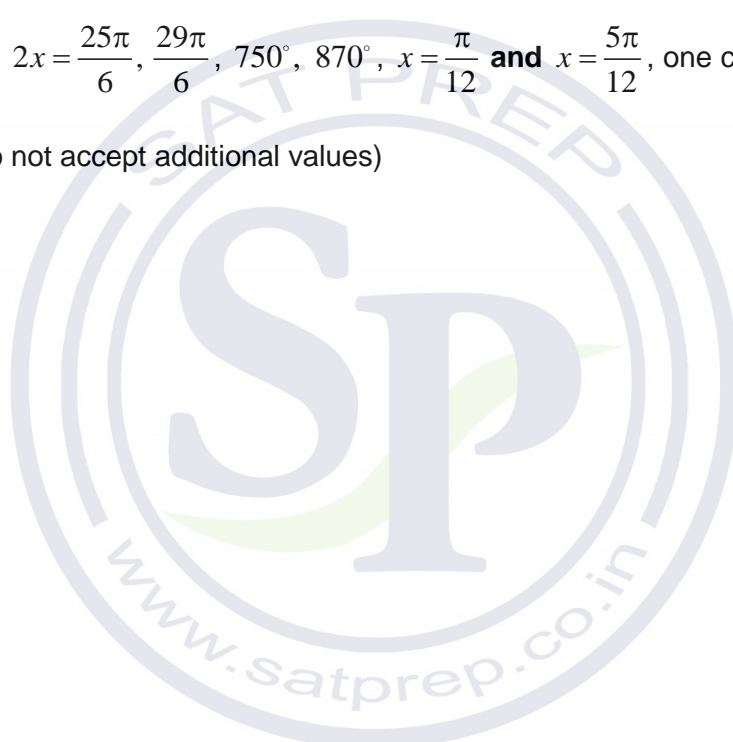 2x = 25π/6, 29π/6, 750°, 870°, x = π/12 and x = 5π/12, one
not accept additional values)
SAT PREP
SP
www.satprep.co.in